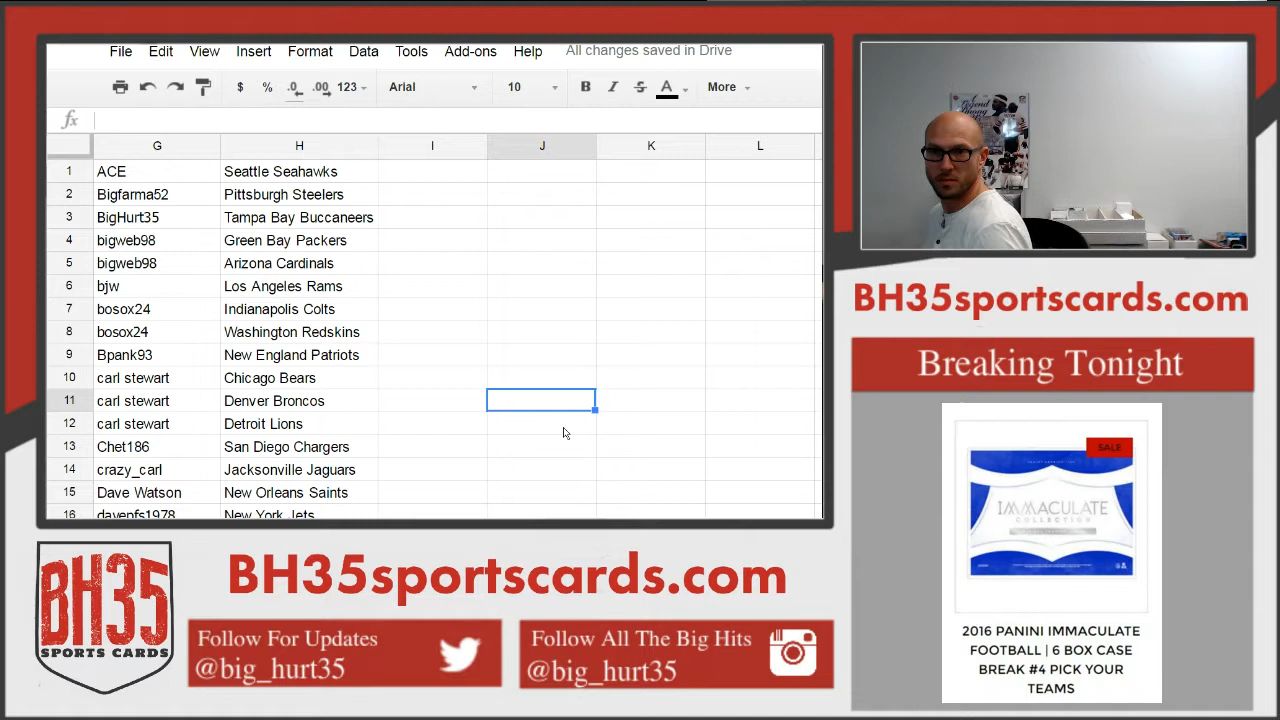 File Edit View Insert Format Data Tools Add-ons Help All changes saved in Drive
$ % .0 .00 123 Arial 10 B I S A More
fx
G H I J K L
1 ACE Seattle Seahawks
2 Bigfarma52 Pittsburgh Steelers
3 BigHurt35 Tampa Bay Buccaneers
4 bigweb98 Green Bay Packers
5 bigweb98 Arizona Cardinals
6 bjw Los Angeles Rams
7 bosox24 Indianapolis Colts
8 bosox24 Washington Redskins
9 Bpank93 New England Patriots
10 carl stewart Chicago Bears
11 carl stewart Denver Broncos
12 carl stewart Detroit Lions
13 Chet186 San Diego Chargers
14 crazy_carl Jacksonville Jaguars
15 Dave Watson New Orleans Saints
16 davenfs1978 New York Jets
BH35sportscards.com
Breaking Tonight
SALE
IMMACULATE
COLLECTION
2016 PANINI IMMACULATE
FOOTBALL | 6 BOX CASE
BREAK #4 PICK YOUR
TEAMS
BH35
SPORTS CARDS
BH35sportscards.com
Follow For Updates
@big_hurt35
Follow All The Big Hits
@big_hurt35